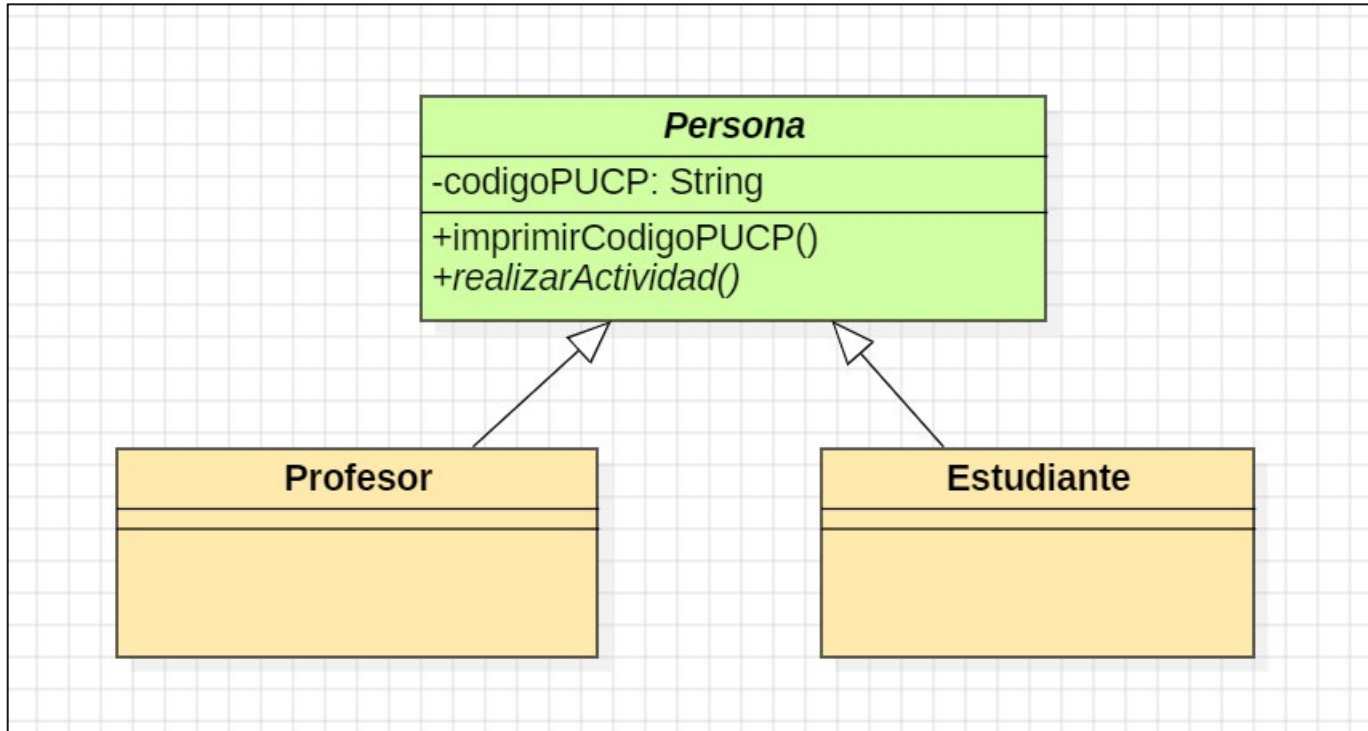 Persona
-codigoPUCP: String
+imprimirCodigoPUCP()
+realizarActividad()
Profesor
Estudiante